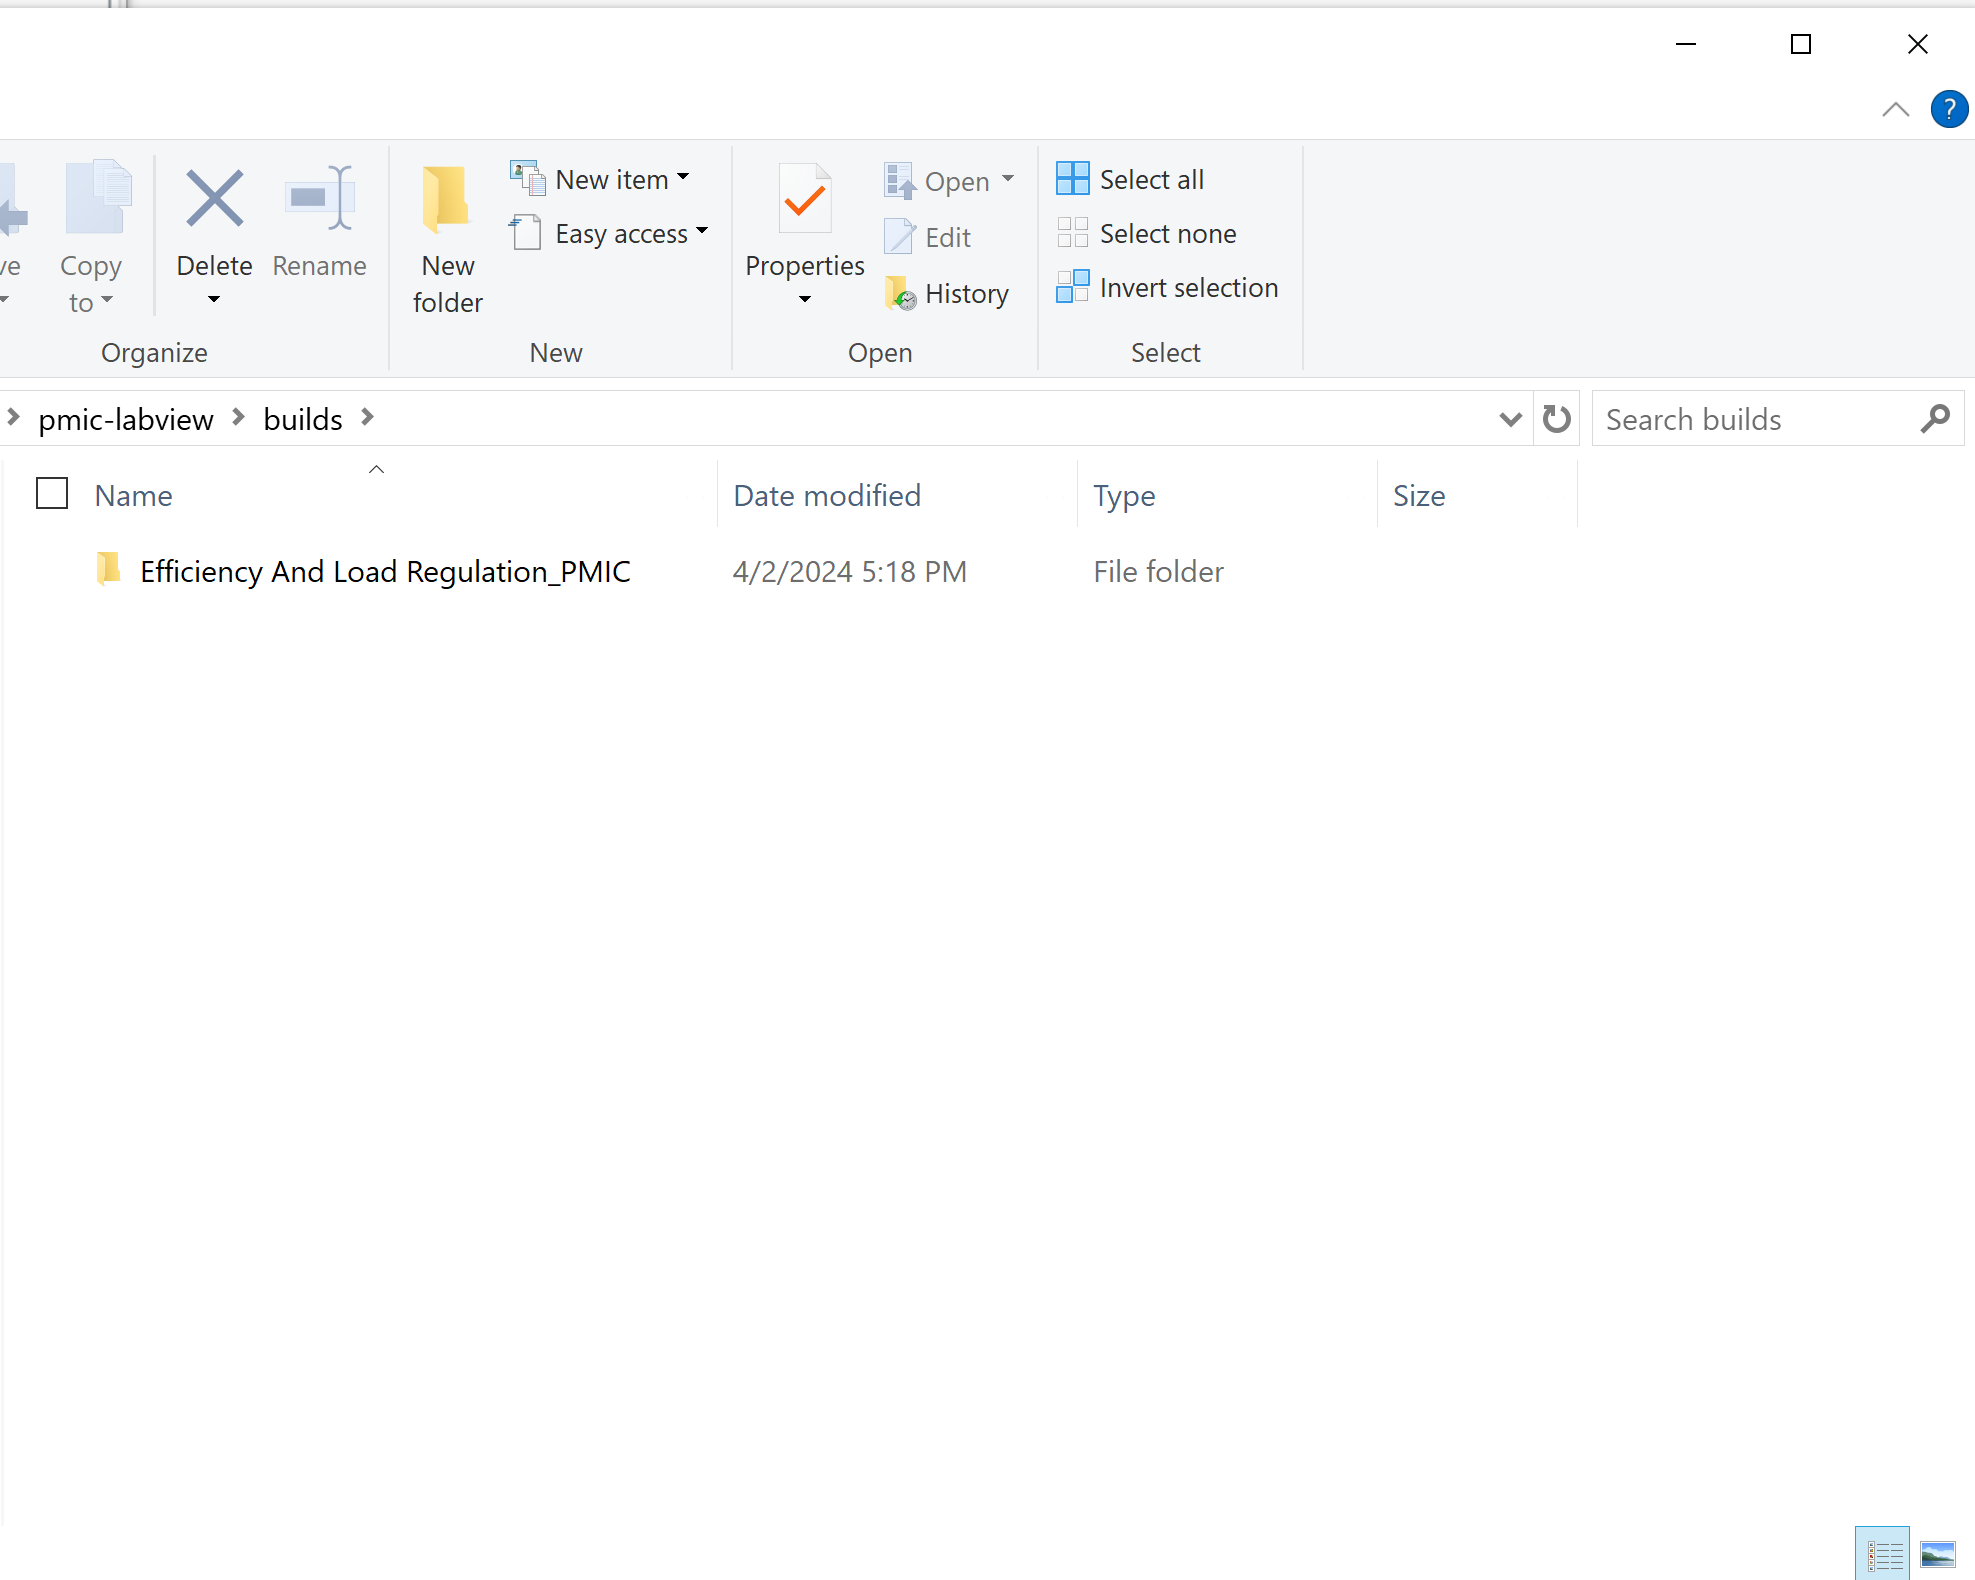 ?
ve
Copy
to
Delete
Rename
Organize
New
folder
New item
Easy access
New
Properties
Open
Edit
History
Open
Select all
Select none
Invert selection
Select
pmic-labview
builds
Search builds
Name
Date modified
Type
Size
Efficiency And Load Regulation_PMIC
4/2/2024 5:18 PM
File folder